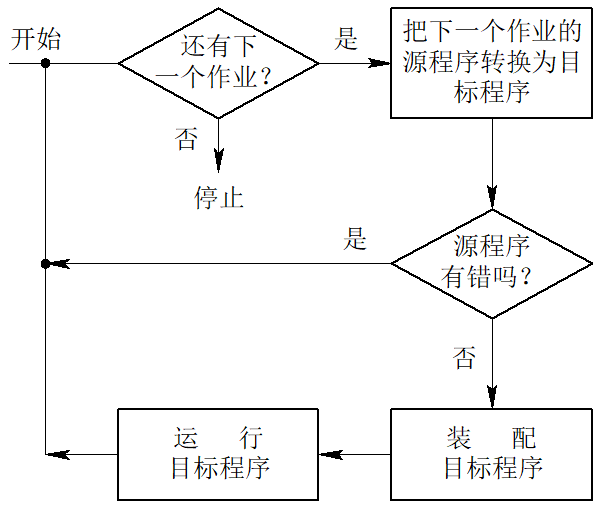 开始
还有下
一个作业？
是
把下一个作业的
源程序转换为目
标程序
否
停止
是
源程序
有错吗？
否
运 行
目标程序
装 配
目标程序